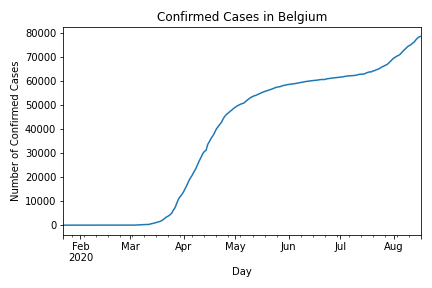 Confirmed Cases in Belgium
Number of Confirmed Cases
80000
70000
60000
50000
40000
30000
20000
10000
0
Feb Mar Apr May Jun Jul Aug
2020
Day